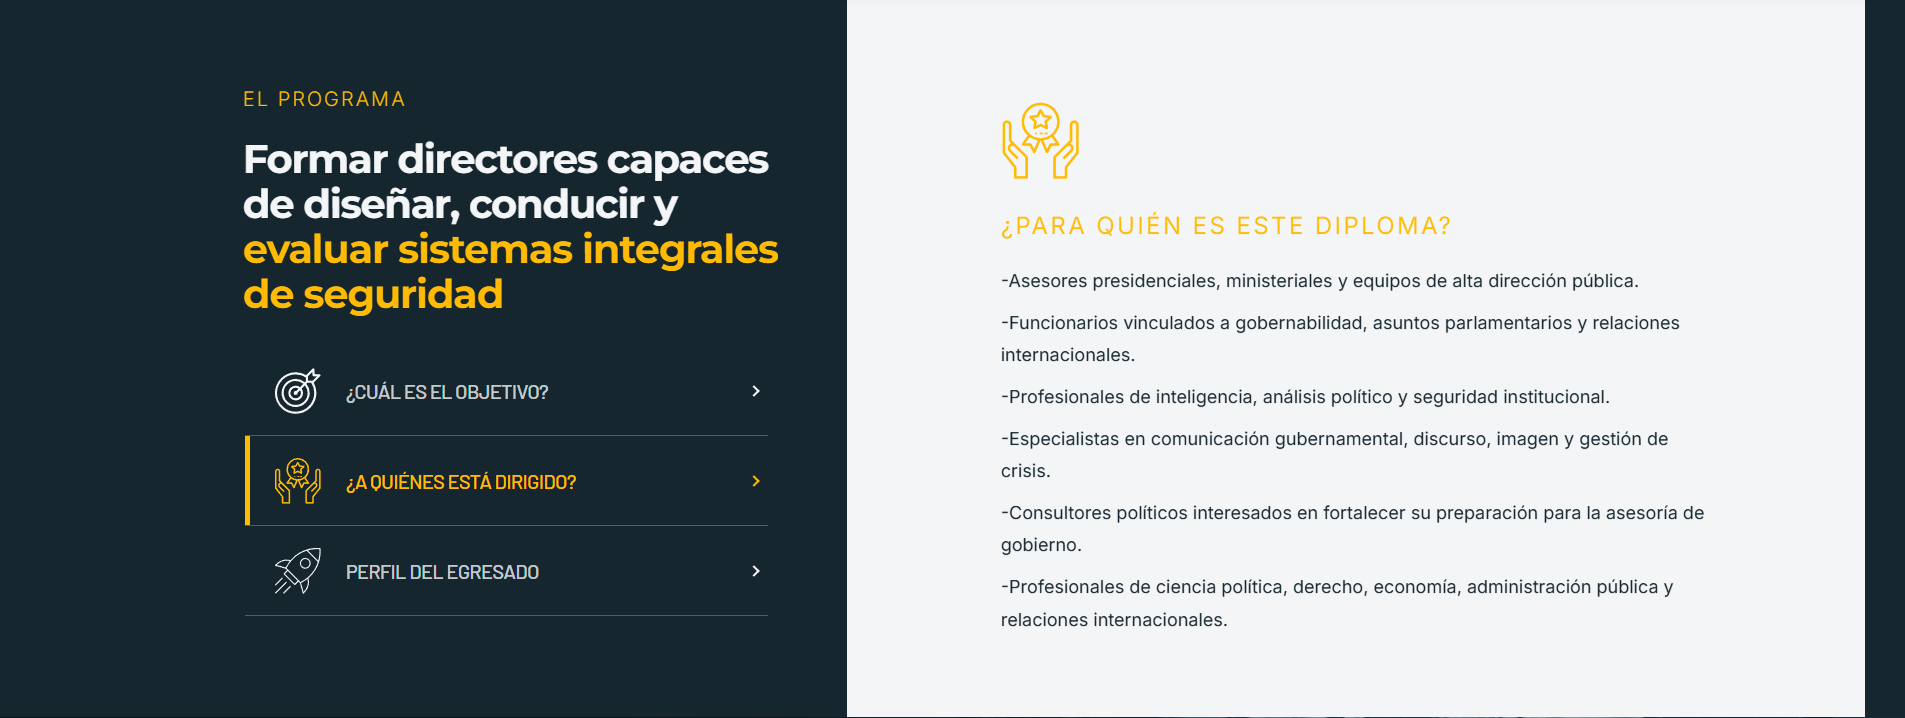 EL PROGRAMA
Formar directores capaces
de diseñar, conducir y
evaluar sistemas integrales
de seguridad
¿CUÁL ES EL OBJETIVO?
¿A QUIÉNES ESTÁ DIRIGIDO?
PERFIL DEL EGRESADO
¿PARA QUIÉN ES ESTE DIPLOMA?
-Asesores presidenciales, ministeriales y equipos de alta dirección pública.
-Funcionarios vinculados a gobernabilidad, asuntos parlamentarios y relaciones
internacionales.
-Profesionales de inteligencia, análisis político y seguridad institucional.
-Especialistas en comunicación gubernamental, discurso, imagen y gestión de
crisis.
-Consultores políticos interesados en fortalecer su preparación para la asesoría de
gobierno.
-Profesionales de ciencia política, derecho, economía, administración pública y
relaciones internacionales.